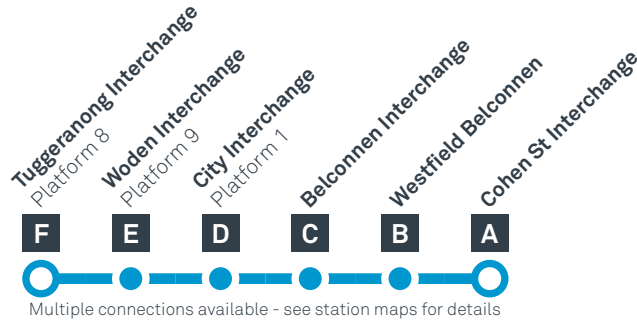 Tuggeranong Interchange
Platform 8
Woden Interchange
Platform 9
City Interchange
Platform 1
Belconnen Interchange
Westfield Belconnen
Cohen St Interchange
F E D C B A
Multiple connections available - see station maps for details